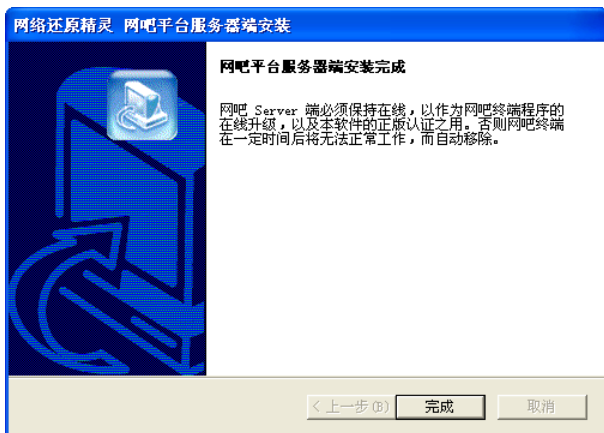 网络还原精灵 网吧平台服务器端安装
网吧平台服务器端安装完成
网吧 Server 端必须保持在线，以作为网吧终端程序的
在线升级，以及本软件的正版认证之用。否则网吧终端
在一定时间后将无法正常工作，而自动移除。
< 上一步(B)
完成
取消